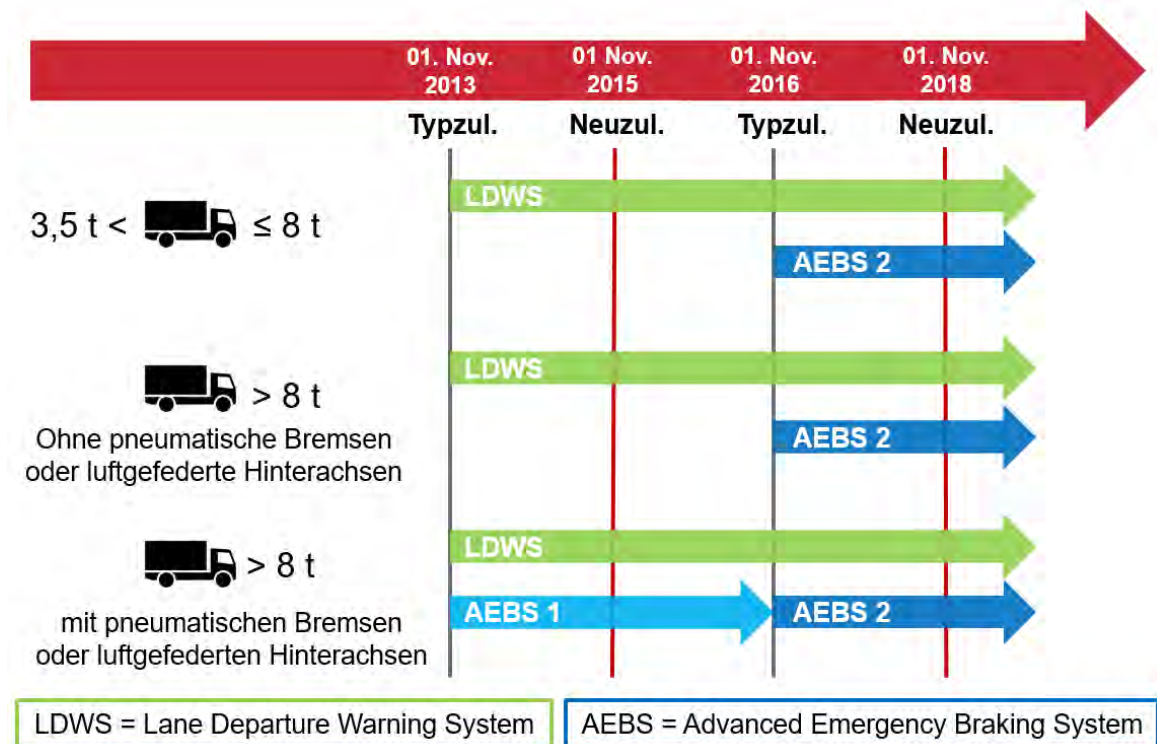 01. Nov. 2013
01 Nov. 2015
01. Nov. 2016
01. Nov. 2018
Typzul.
Neuzul.
Typzul.
Neuzul.
3,5 t < ≤ 8 t
LDWS
AEBS 2
> 8 t
Ohne pneumatische Bremsen
oder luftgefederte Hinterachsen
LDWS
AEBS 2
> 8 t
mit pneumatischen Bremsen
oder luftgefederten Hinterachsen
LDWS
AEBS 1
AEBS 2
LDWS = Lane Departure Warning System
AEBS = Advanced Emergency Braking System